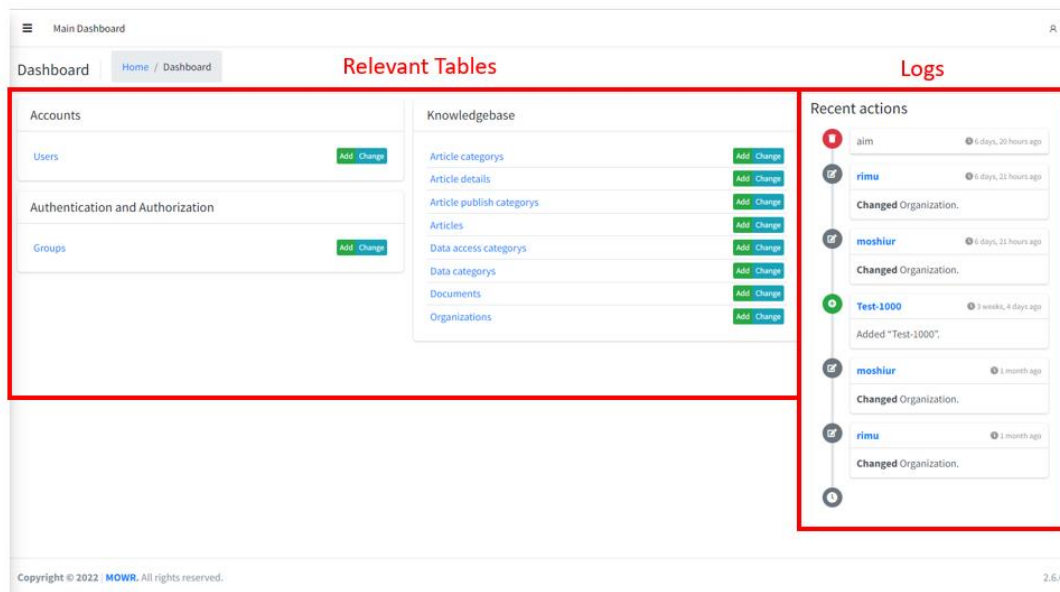 Main Dashboard
Dashboard
Home / Dashboard
Relevant Tables
Logs
Accounts
Users
Add Change
Authentication and Authorization
Groups
Add Change
Knowledgebase
Article categorys
Add Change
Article details
Add Change
Article publish categorys
Add Change
Articles
Add Change
Data access categorys
Add Change
Data categorys
Add Change
Documents
Add Change
Organizations
Add Change
Recent actions
aim
6 days, 20 hours ago
rimu
6 days, 21 hours ago
Changed Organization.
moshiur
6 days, 21 hours ago
Changed Organization.
Test-1000
3 weeks, 4 days ago
Added “Test-1000”.
moshiur
1 month ago
Changed Organization.
rimu
1 month ago
Changed Organization.
Copyright © 2022 | MOWR. All rights reserved.